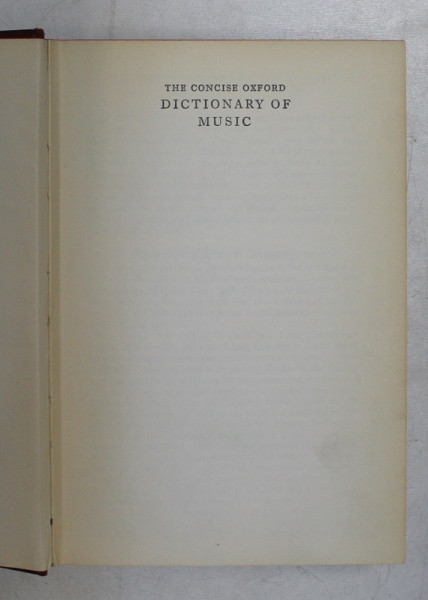 THE CONCISE OXFORD
DICTIONARY OF
MUSIC